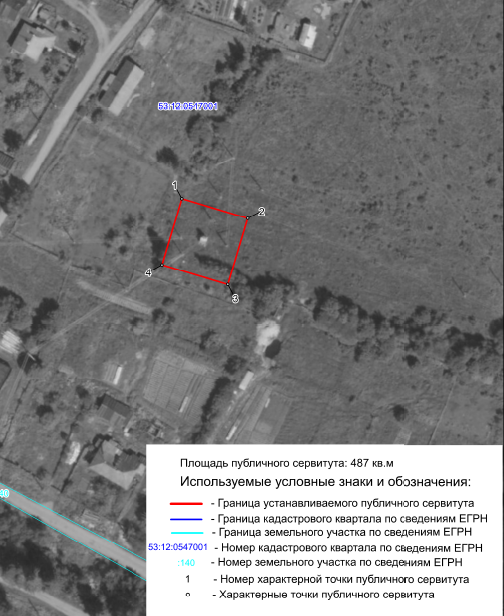 53:12:0517001
1
2
4
3
40
Площадь публичного сервитута: 487 кв.м
Используемые условные знаки и обозначения:
- Граница устанавливаемого публичного сервитута
- Граница кадастрового квартала по сведениям ЕГРН
- Граница земельного участка по сведениям ЕГРН
53:12:0547001 - Номер кадастрового квартала по сведениям ЕГРН
:140 - Номер земельного участка по сведениям ЕГРН
1 - Номер характерной точки публичного сервитута
- Характерные точки публичного сервитута